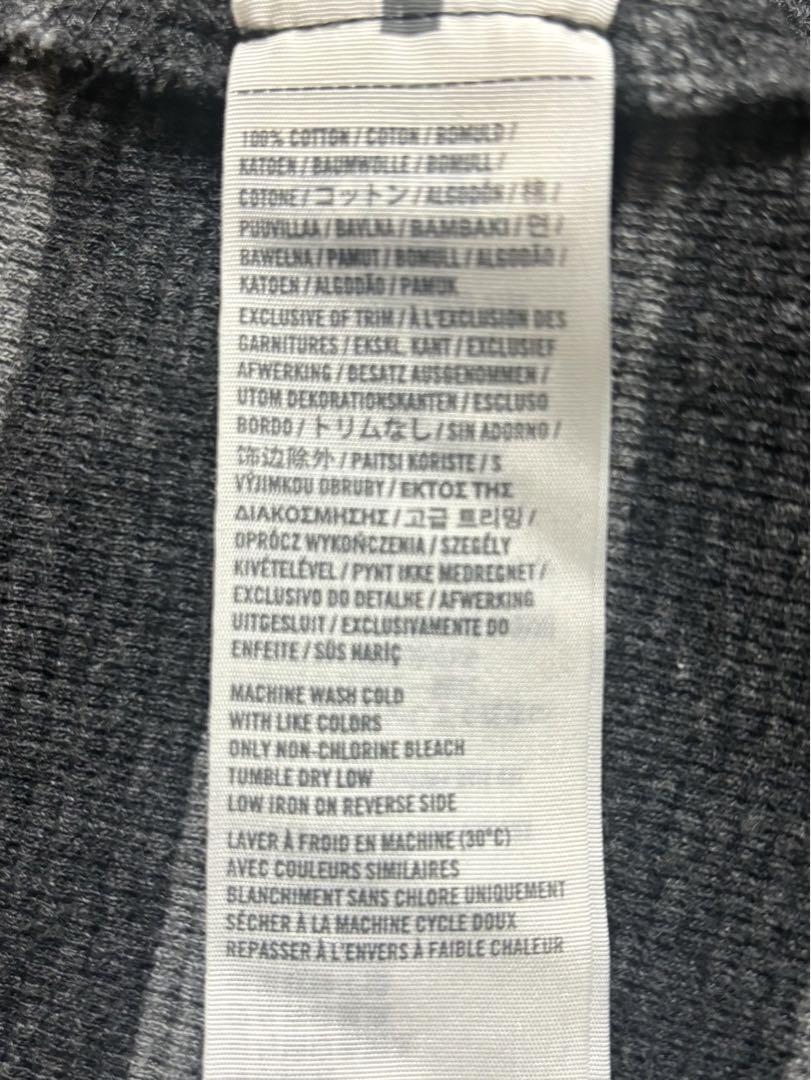 100% COTTON / COTON / BOMULD /
KATOEN / BAUMWOLLE / BOMULL /
COTONE / コットン / ALGODÓN / 棉 /
PUUVILLAA / BAVLNA / BAMBAKI / 면 /
BAWEŁNA / PAMUT / BOMULL / ALGODÃO /
KATOEN / ALGODÃO / PAMUK
EXCLUSIVE OF TRIM / À L'EXCLUSION DES
GARNITURES / EKSKL. KANT / EXCLUSIEF
AFWERKING / BESATZ AUSGENOMMEN /
UTOM DEKORATIONSKANTEN / ESCLUSO
BORDO / トリムなし / SIN ADORNO /
饰边除外 / PAITSI KORISTE / S
VÝJIMKOU OBRUBY / ΕΚΤΟΣ ΤΗΣ
ΔΙΑΚΟΣΜΗΣΗΣ / 고급 트리밍 /
OPRÓCZ WYKOŃCZENIA / SZEGÉLY
KIVÉTELÉVEL / PYNT IKKE MEDREGNET /
EXCLUSIVO DO DETALHE / AFWERKING
UITGESLUIT / EXCLUSIVAMENTE DO
ENFEITE / SÜS HARİÇ
MACHINE WASH COLD
WITH LIKE COLORS
ONLY NON-CHLORINE BLEACH
TUMBLE DRY LOW
LOW IRON ON REVERSE SIDE
LAVER À FROID EN MACHINE (30°C)
AVEC COULEURS SIMILAIRES
BLANCHIMENT SANS CHLORE UNIQUEMENT
SÉCHER À LA MACHINE CYCLE DOUX
REPASSER À L'ENVERS À FAIBLE CHALEUR